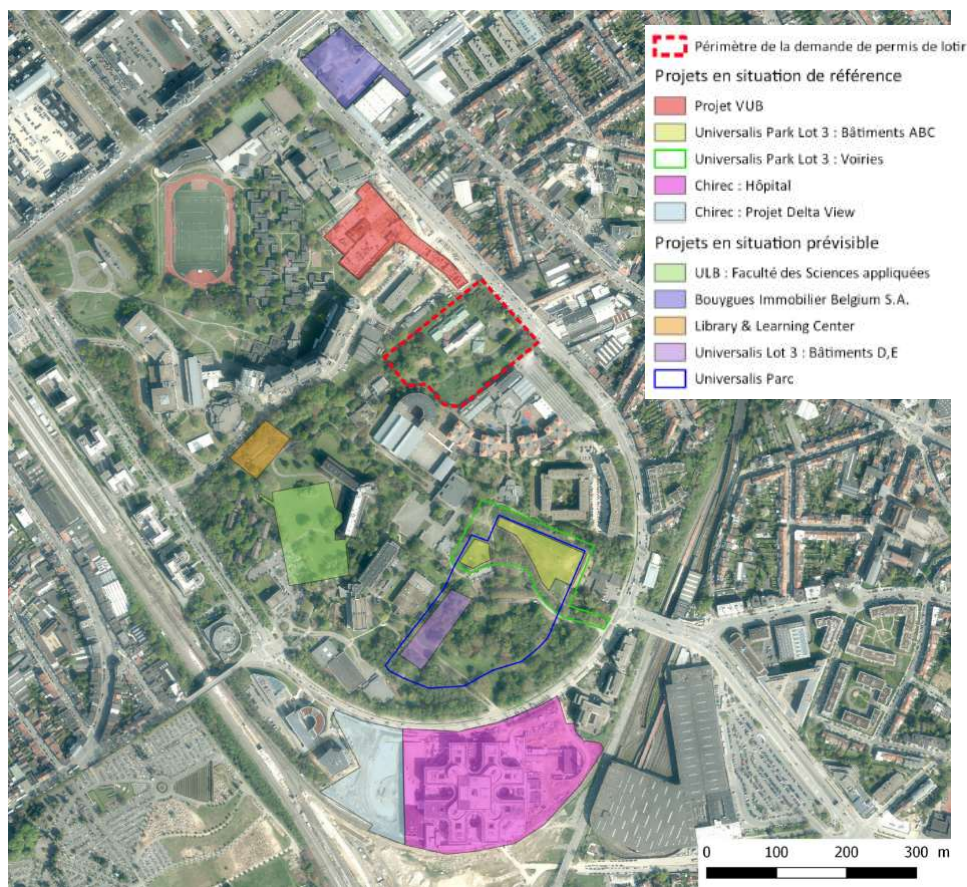 Périmètre de la demande de permis de lotir
Projets en situation de référence
Projet VUB
Universalis Park Lot 3 : Bâtiments ABC
Universalis Park Lot 3 : Voiries
Chirec : Hôpital
Chirec : Projet Delta View
Projets en situation prévisible
ULB : Faculté des Sciences appliquées
Bouygues Immobilier Belgium S.A.
Library & Learning Center
Universalis Lot 3 : Bâtiments D,E
Universalis Parc
0 100 200 300 m